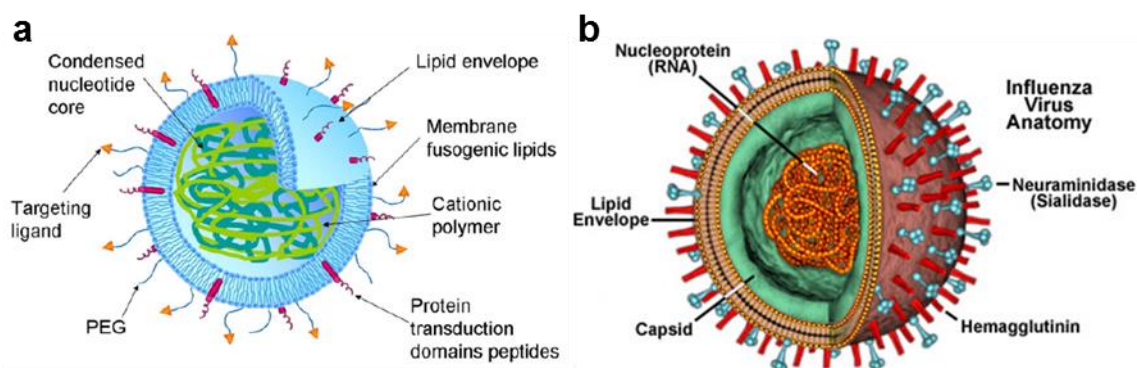 a
Condensed
nucleotide
core
Lipid envelope
Membrane
fusogenic lipids
Targeting
ligand
Cationic
polymer
PEG
Protein
transduction
domains peptides
b
Nucleoprotein
(RNA)
Influenza
Virus
Anatomy
Neuraminidase
(Sialidase)
Lipid
Envelope
Capsid
Hemagglutinin